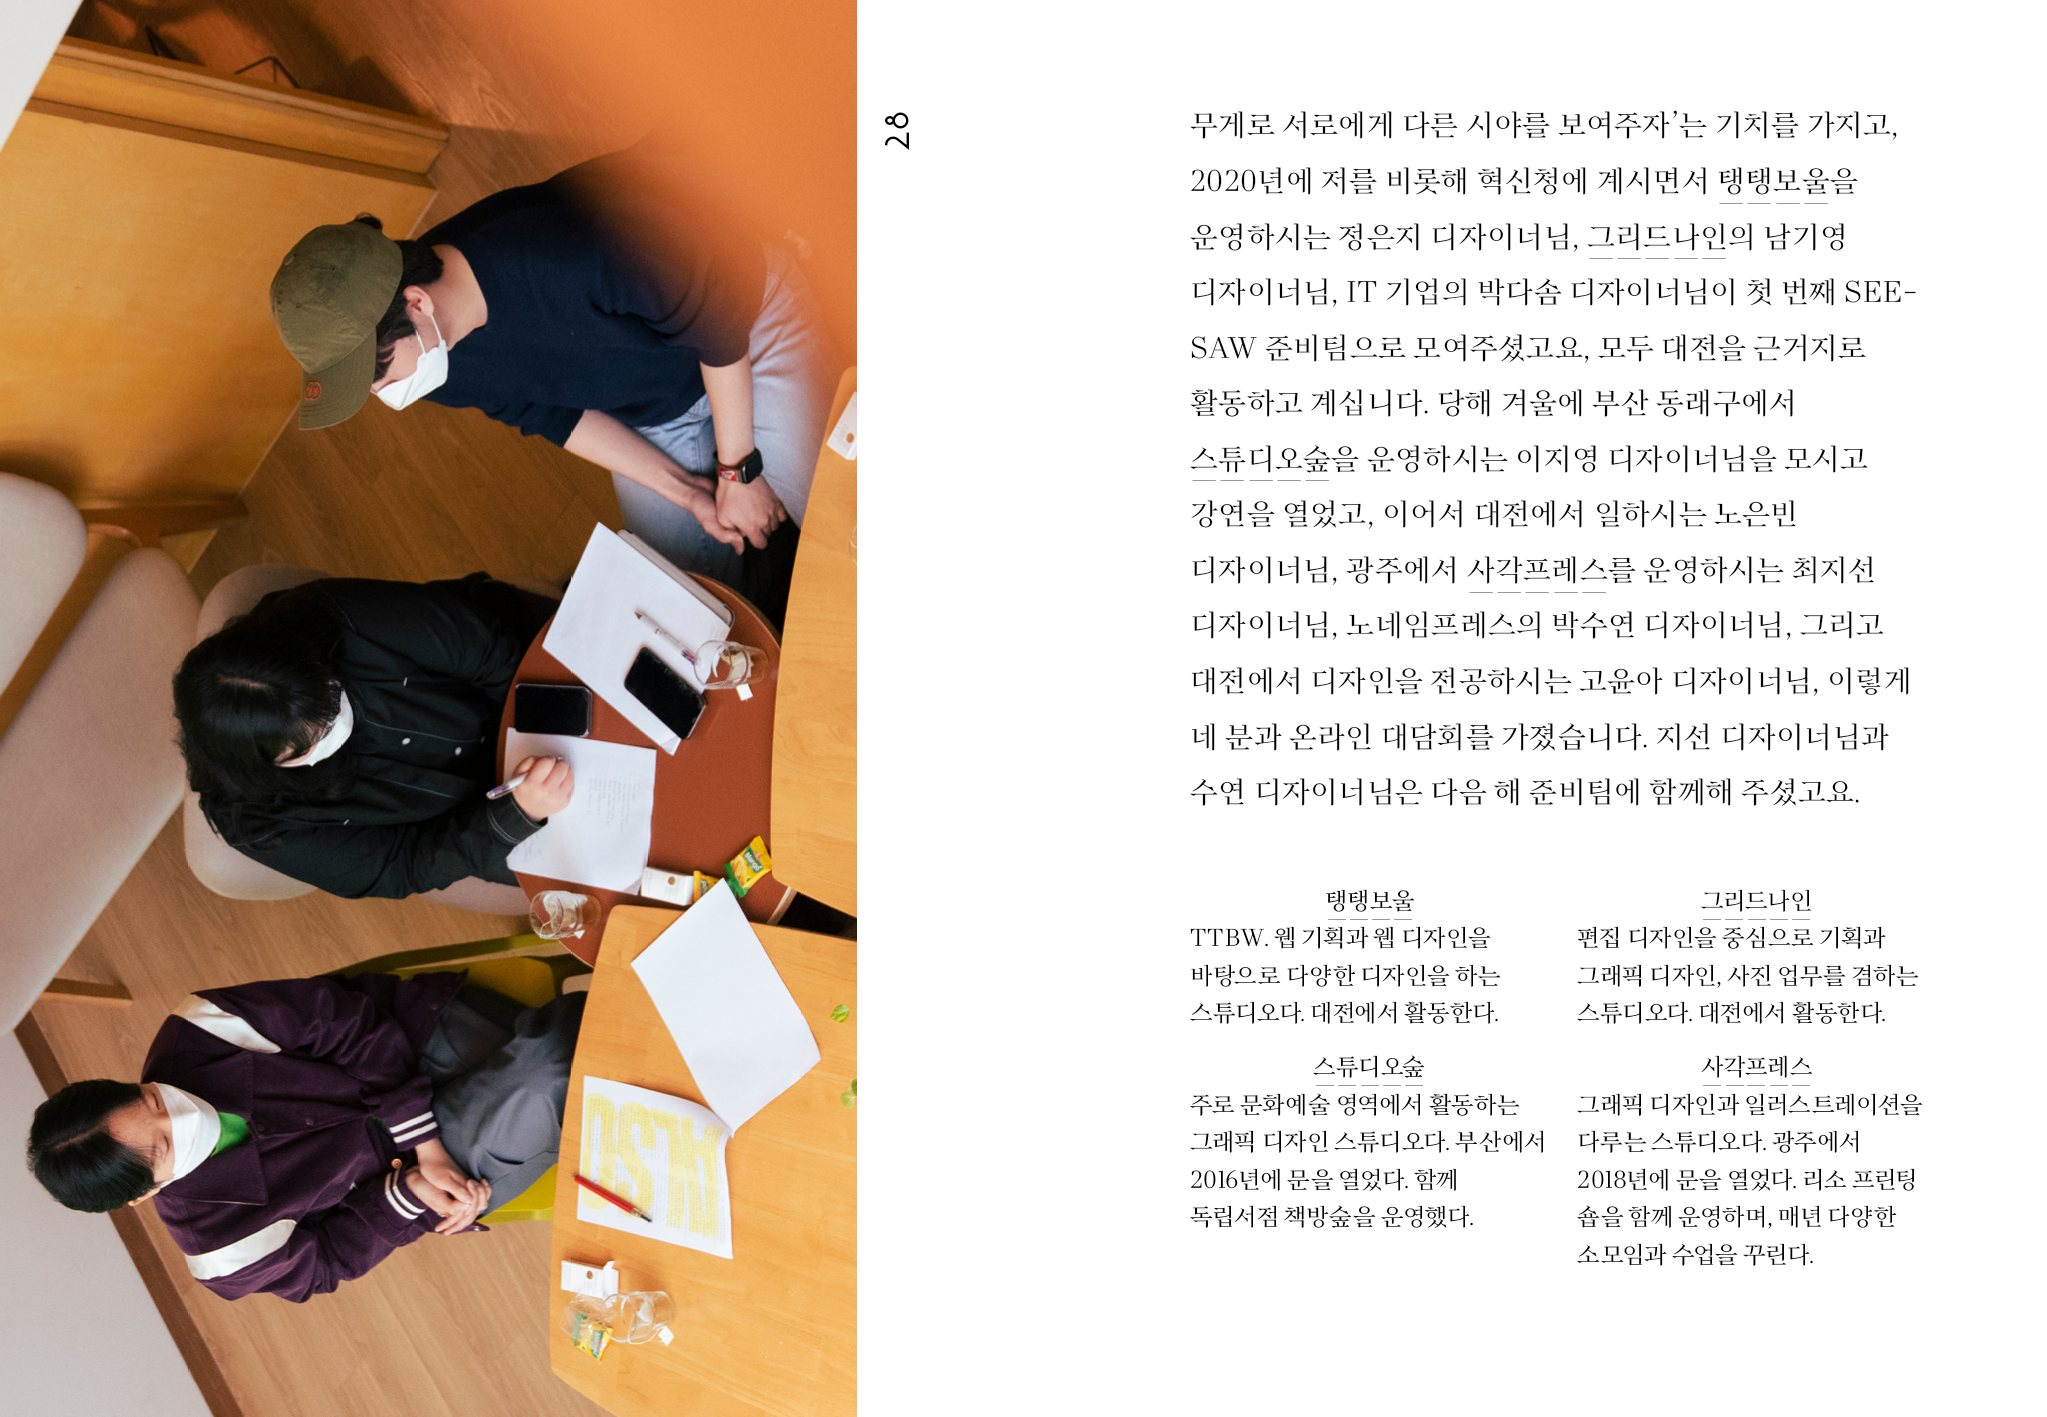 28
무게로 서로에게 다른 시야를 보여주자’는 기치를 가지고,
2020년에 저를 비롯해 혁신청에 계시면서 탱탱보울을
운영하시는 정은지 디자이너님, 그리드나인의 남기영
디자이너님, IT 기업의 박다솜 디자이너님이 첫 번째 SEE-
SAW 준비팀으로 모여주셨고요, 모두 대전을 근거지로
활동하고 계십니다. 당해 겨울에 부산 동래구에서
스튜디오숲을 운영하시는 이지영 디자이너님을 모시고
강연을 열었고, 이어서 대전에서 일하시는 노은빈
디자이너님, 광주에서 사각프레스를 운영하시는 최지선
디자이너님, 노네임프레스의 박수연 디자이너님, 그리고
대전에서 디자인을 전공하시는 고윤아 디자이너님, 이렇게
네 분과 온라인 대담회를 가졌습니다. 지선 디자이너님과
수연 디자이너님은 다음 해 준비팀에 함께해 주셨고요.
탱탱보울
TTBW. 웹 기획과 웹 디자인을
바탕으로 다양한 디자인을 하는
스튜디오다. 대전에서 활동한다.
그리드나인
편집 디자인을 중심으로 기획과
그래픽 디자인, 사진 업무를 겸하는
스튜디오다. 대전에서 활동한다.
스튜디오숲
주로 문화예술 영역에서 활동하는
그래픽 디자인 스튜디오다. 부산에서
2016년에 문을 열었다. 함께
독립서점 책방숲을 운영했다.
사각프레스
그래픽 디자인과 일러스트레이션을
다루는 스튜디오다. 광주에서
2018년에 문을 열었다. 리소 프린팅
숍을 함께 운영하며, 매년 다양한
소모임과 수업을 꾸린다.